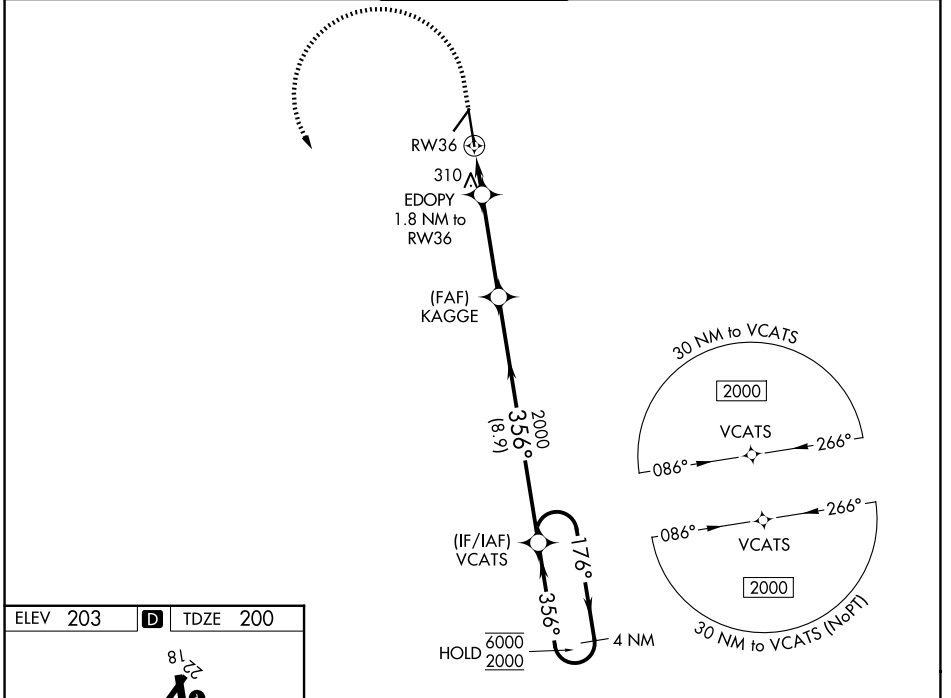 RW36
310
EDOPY
1.8 NM to
RW36
(FAF)
KAGGE
2000
356°
(8.9)
(IF/IAF)
VCATS
176°
356°
4 NM
HOLD 6000
2000
30 NM to VCATS
2000
VCATS
086°
266°
086°
266°
VCATS
2000
30 NM to VCATS (NoPT)
ELEV 203 D TDZE 200
2218